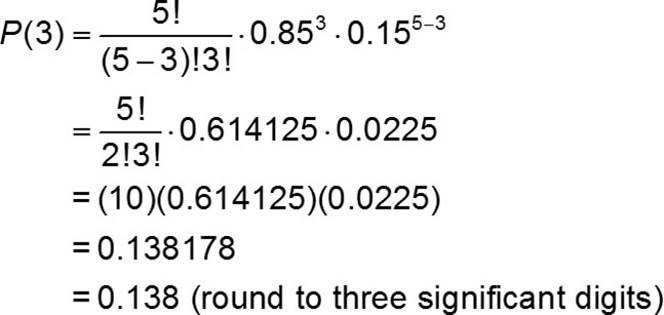 P(3) = 5!/((5 – 3)!3!) · 0.85³ · 0.15⁵⁻³
= 5!/(2!3!) · 0.614125 · 0.0225
= (10)(0.614125)(0.0225)
= 0.138178
= 0.138 (round to three significant digits)